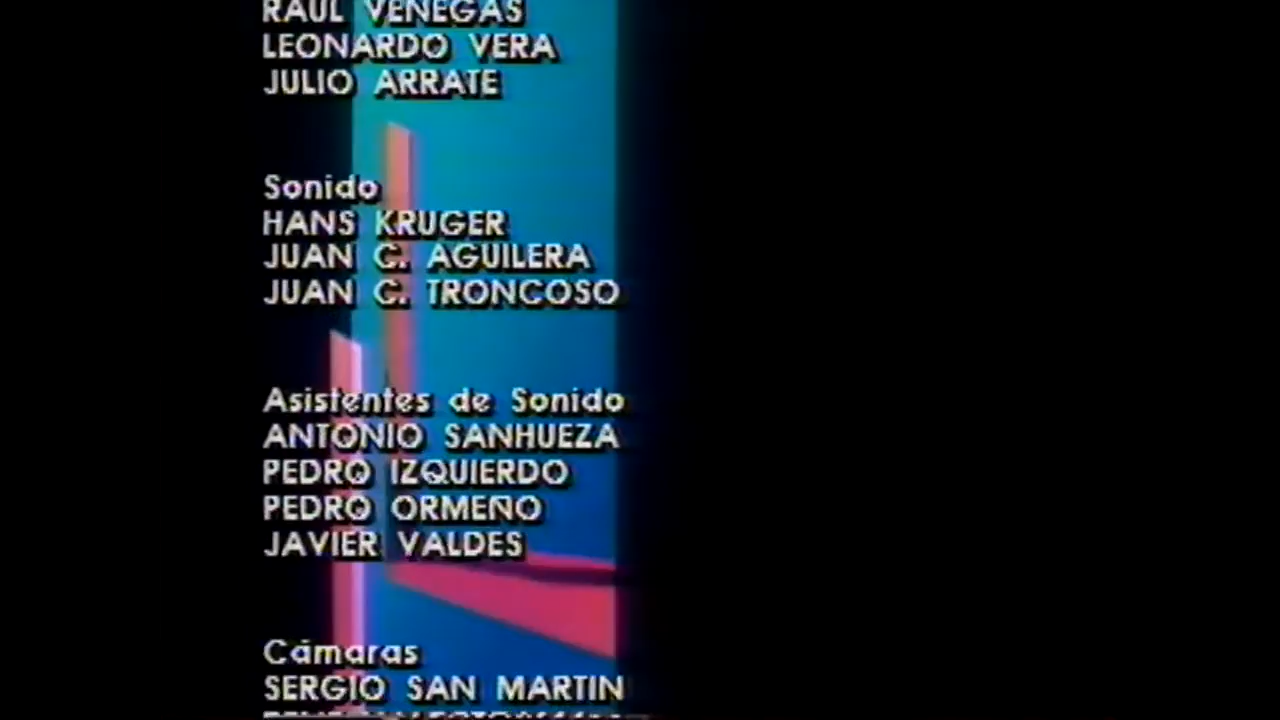 RAUL VENEGAS
LEONARDO VERA
JULIO ARRATE
Sonido
HANS KRUGER
JUAN C. AGUILERA
JUAN C. TRONCOSO
Asistentes de Sonido
ANTONIO SANHUEZA
PEDRO IZQUIERDO
PEDRO ORMEÑO
JAVIER VALDES
Cámaras
SERGIO SAN MARTIN